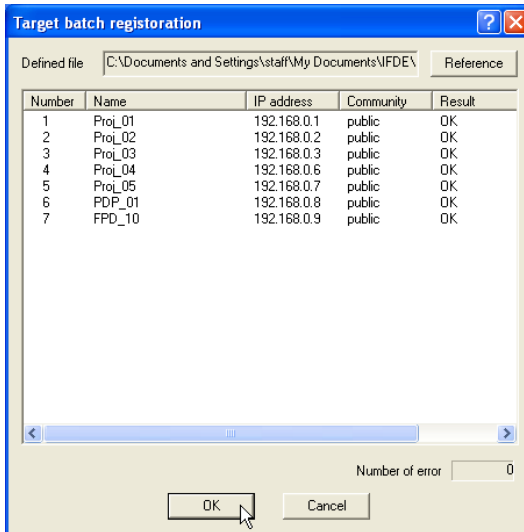 Target batch registoration
Defined file C:\Documents and Settings\staff\My Documents\IFDE\ Reference
Number Name IP address Community Result
1 Proj_01 192.168.0.1 public OK
2 Proj_02 192.168.0.2 public OK
3 Proj_03 192.168.0.3 public OK
4 Proj_04 192.168.0.6 public OK
5 Proj_05 192.168.0.7 public OK
6 PDP_01 192.168.0.8 public OK
7 FPD_10 192.168.0.9 public OK
Number of error 0
OK Cancel